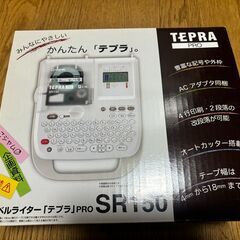 みんなにやさしい
かんたん「テプラ」。
TEPRA
PRO
豊富な記号や外枠
ACアダプタ同梱
4行印刷・2段落の
改段落が可能
オートカッター搭載
テープ幅は
4mmから18mmまで
TEPRA
ラベルライター「テプラ」PRO SR150